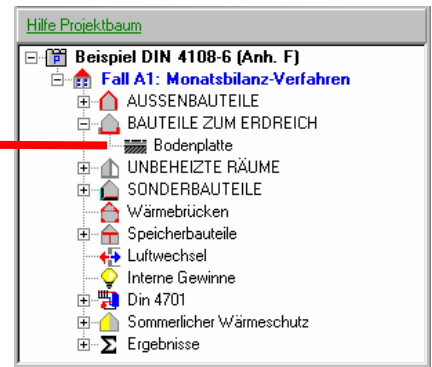 Hilfe Projektbaum
Beispiel DIN 4108-6 (Anh. F)
Fall A1: Monatsbilanz-Verfahren
AUSSENBAUTEILE
BAUTEILE ZUM ERDREICH
Bodenplatte
UNBEHEIZTE RÄUME
SONDERBAUTEILE
Wärmebrücken
Speicherbauteile
Luftwechsel
Interne Gewinne
Din 4701
Sommerlicher Wärmeschutz
Ergebnisse